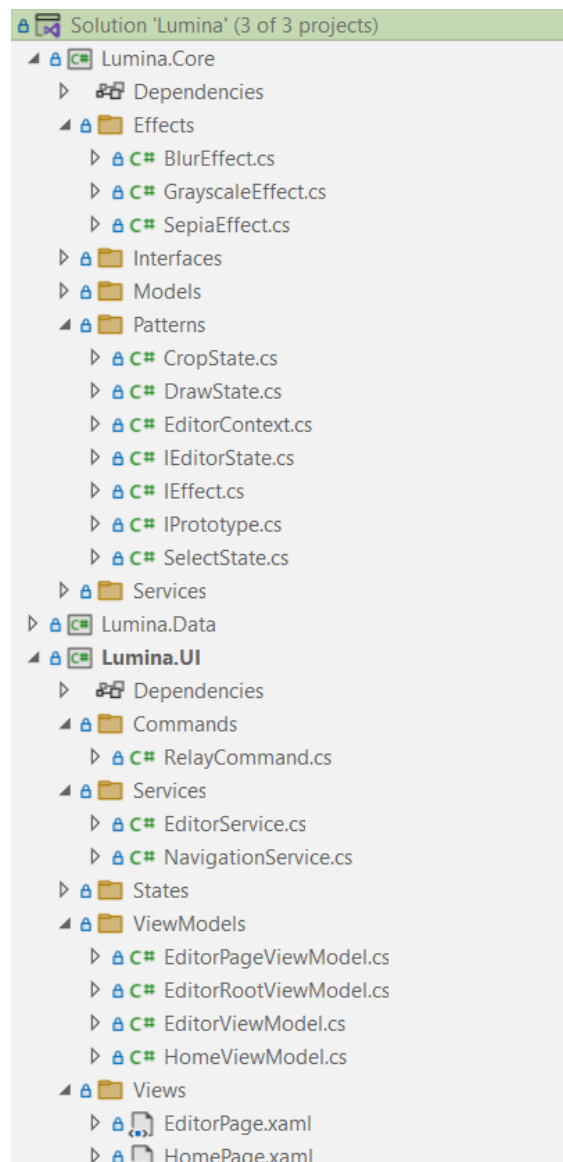 Solution 'Lumina' (3 of 3 projects)
C# Lumina.Core
Dependencies
Effects
C# BlurEffect.cs
C# GrayscaleEffect.cs
C# SepiaEffect.cs
Interfaces
Models
Patterns
C# CropState.cs
C# DrawState.cs
C# EditorContext.cs
C# IEditorState.cs
C# IEffect.cs
C# IPrototype.cs
C# SelectState.cs
Services
C# Lumina.Data
C# Lumina.UI
Dependencies
Commands
C# RelayCommand.cs
Services
C# EditorService.cs
C# NavigationService.cs
States
ViewModels
C# EditorPageViewModel.cs
C# EditorRootViewModel.cs
C# EditorViewModel.cs
C# HomeViewModel.cs
Views
EditorPage.xaml
HomePage.xaml